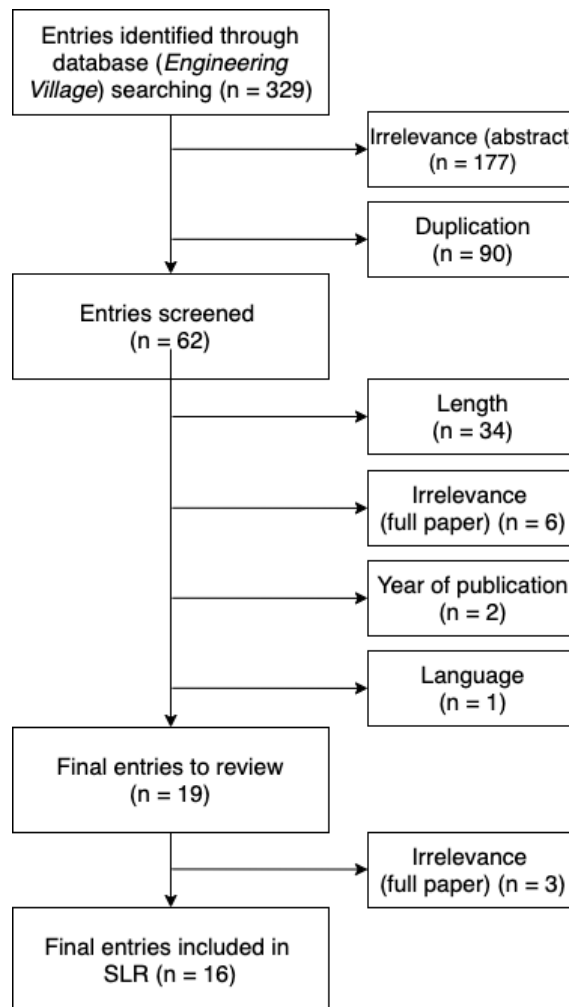 Entries identified through
database (Engineering
Village) searching (n = 329)
Irrelevance (abstract
(n = 177)
Duplication
(n = 90)
Entries screened
(n = 62)
Length
(n = 34)
Irrelevance
(full paper) (n = 6)
Year of publication
(n = 2)
Language
(n = 1)
Final entries to review
(n = 19)
Irrelevance
(full paper) (n = 3)
Final entries included in
SLR (n = 16)